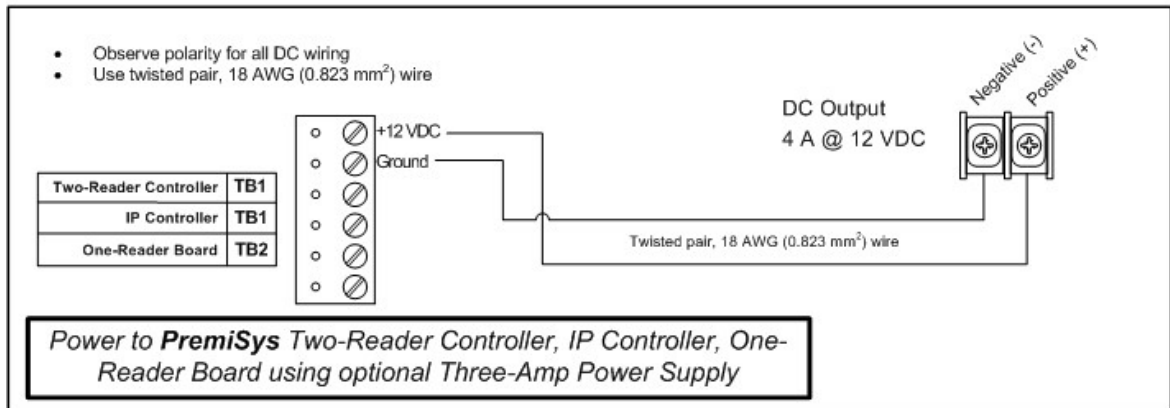 • Observe polarity for all DC wiring
• Use twisted pair, 18 AWG (0.823 mm²) wire
Negative (-)
Positive (+)
DC Output
4 A @ 12 VDC
+12 VDC
Ground
Two-Reader Controller TB1
IP Controller TB1
One-Reader Board TB2
Twisted pair, 18 AWG (0.823 mm²) wire
Power to PremiSys Two-Reader Controller, IP Controller, One-
Reader Board using optional Three-Amp Power Supply